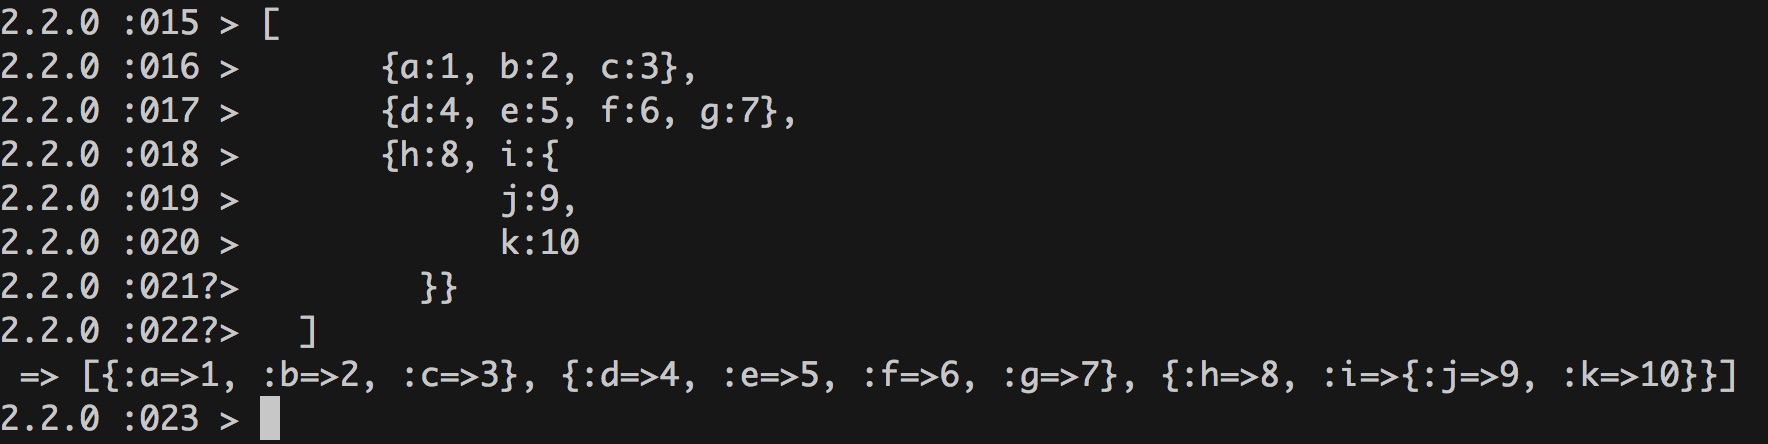 2.2.0 :015 > [
2.2.0 :016 >       {a:1, b:2, c:3},
2.2.0 :017 >       {d:4, e:5, f:6, g:7},
2.2.0 :018 >       {h:8, i:{
2.2.0 :019 >             j:9,
2.2.0 :020 >             k:10
2.2.0 :021?>         }}
2.2.0 :022?>   ]
 => [{:a=>1, :b=>2, :c=>3}, {:d=>4, :e=>5, :f=>6, :g=>7}, {:h=>8, :i=>{:j=>9, :k=>10}}]
2.2.0 :023 >